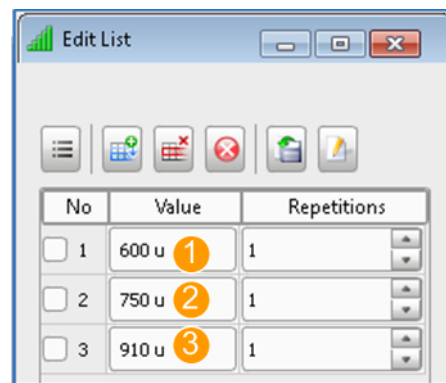 Edit List
No Value Repetitions
1 600 u 1 1
2 750 u 2 1
3 910 u 3 1